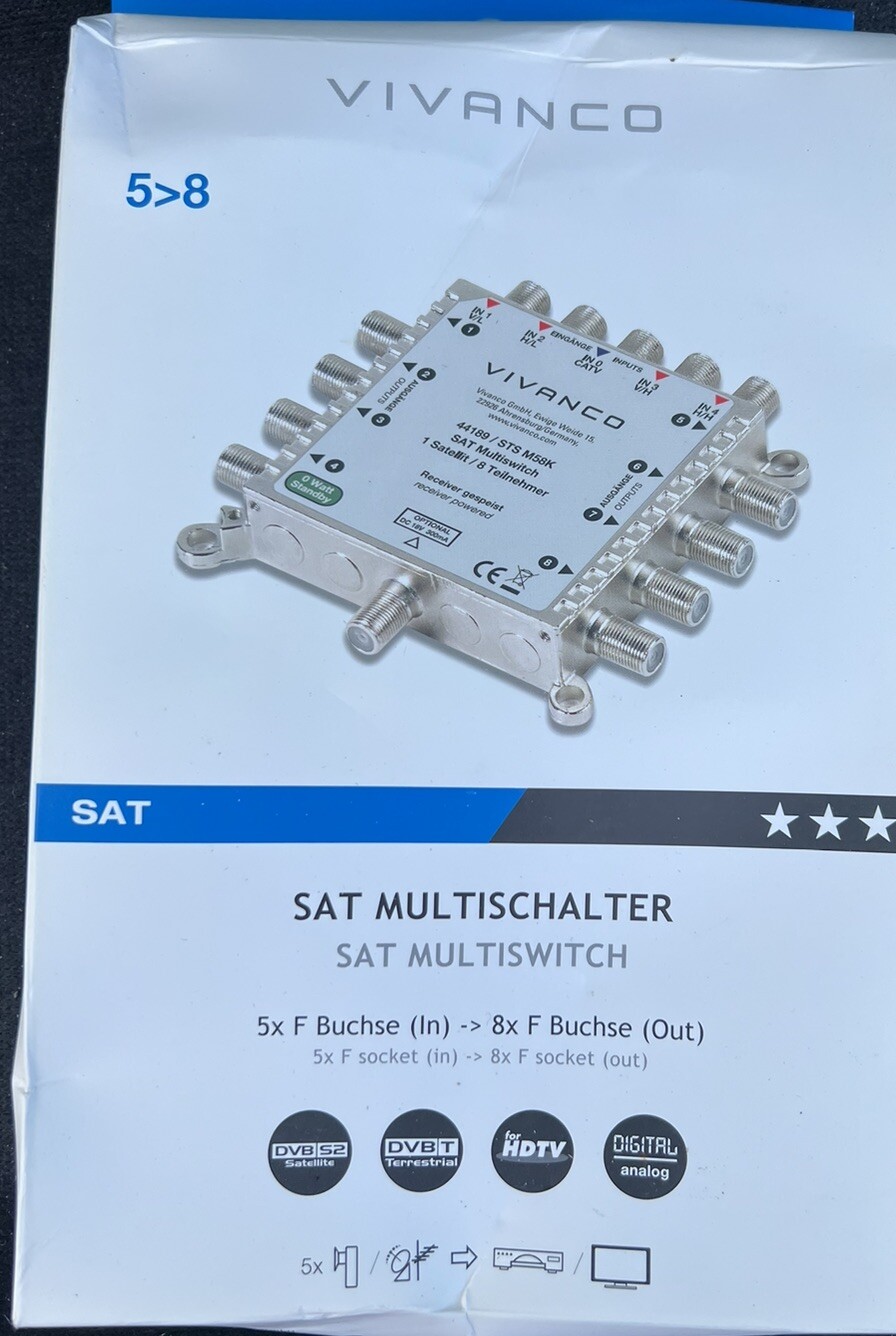 VIVANCO
5>8
IN 1
V/L
1
IN 2
H/L
EINGÄNGE
IN 0
CATV
INPUTS
IN 3
V/H
IN 4
H/H
5
2
AUSGÄNGE
OUTPUTS
3
4
VIVANCO
Vivanco GmbH, Ewige Weide 15,
22926 Ahrensburg/Germany,
www.vivanco.com
44189 / STS M58K
SAT Multiswitch
1 Satellit / 8 Teilnehmer
Receiver gespeist
receiver powered
6
AUSGÄNGE
OUTPUTS
7
8
0 Watt
Standby
OPTIONAL
DC 18V 800mA
CE
SAT
SAT MULTISCHALTER
SAT MULTISWITCH
5x F Buchse (In) -> 8x F Buchse (Out)
5x F socket (in) -> 8x F socket (out)
DVB S2
Satellite
DVB T
Terrestrial
for
HDTV
DIGITAL
analog
5x / /